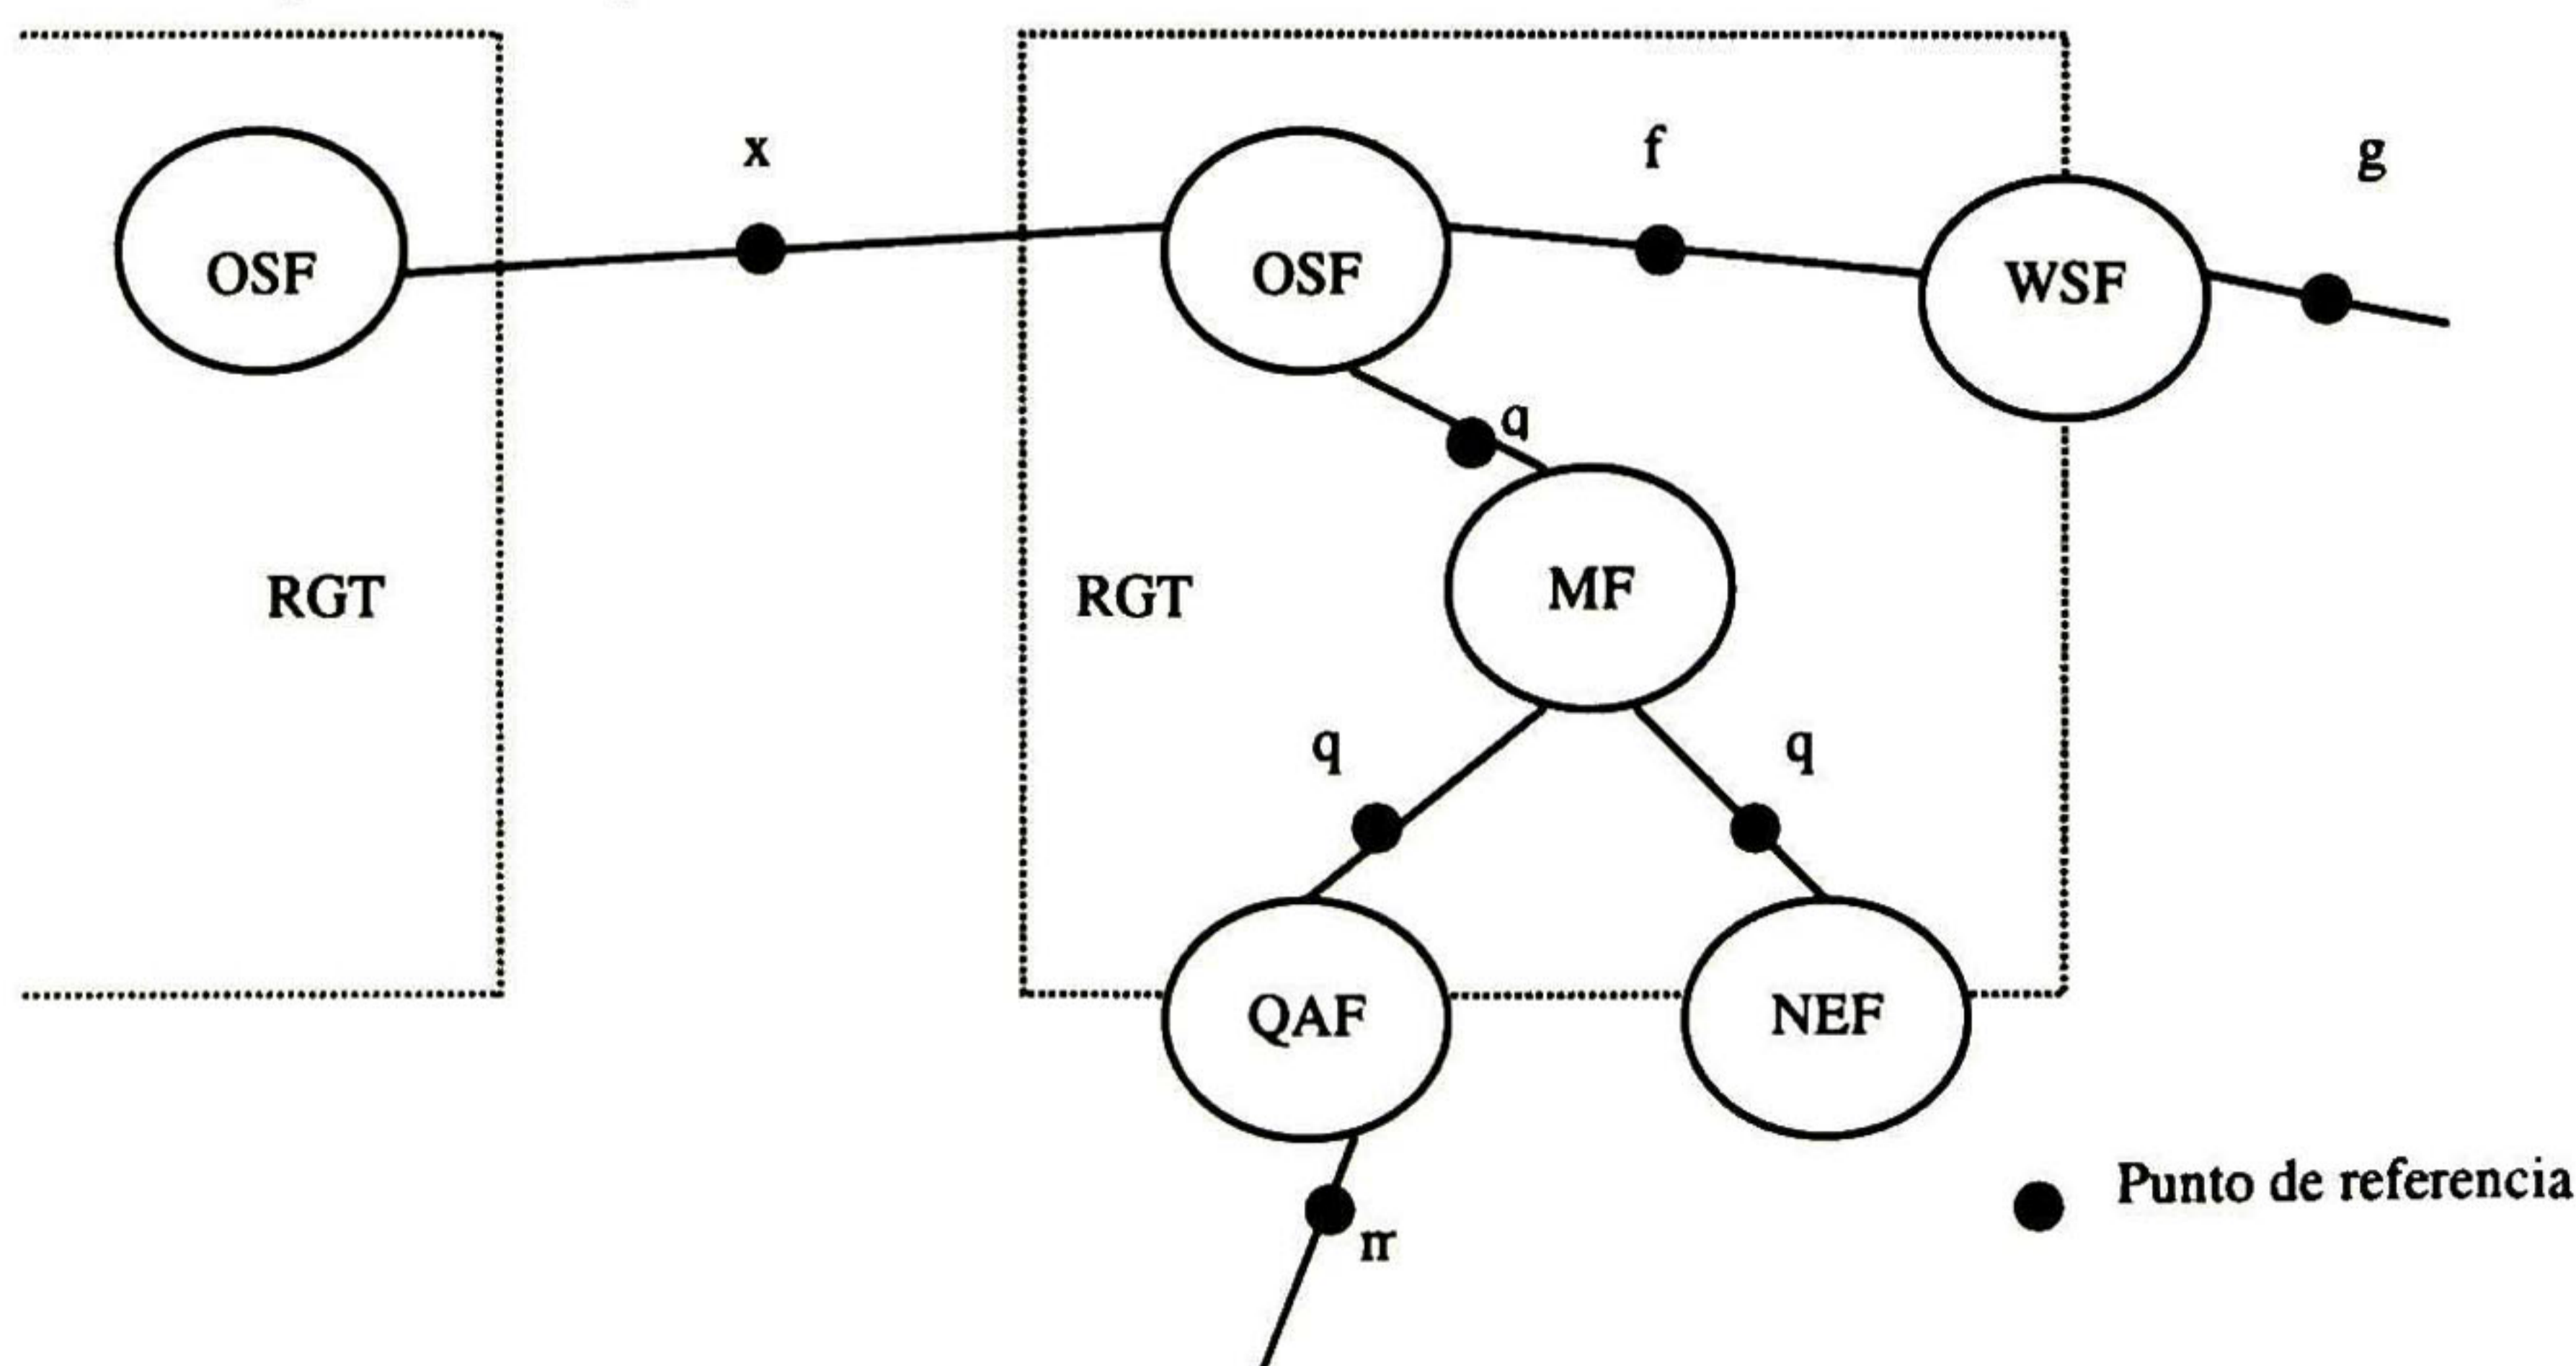 x
f
g
OSF
OSF
WSF
q
RGT
RGT
MF
q
q
QAF
NEF
Punto de referencia